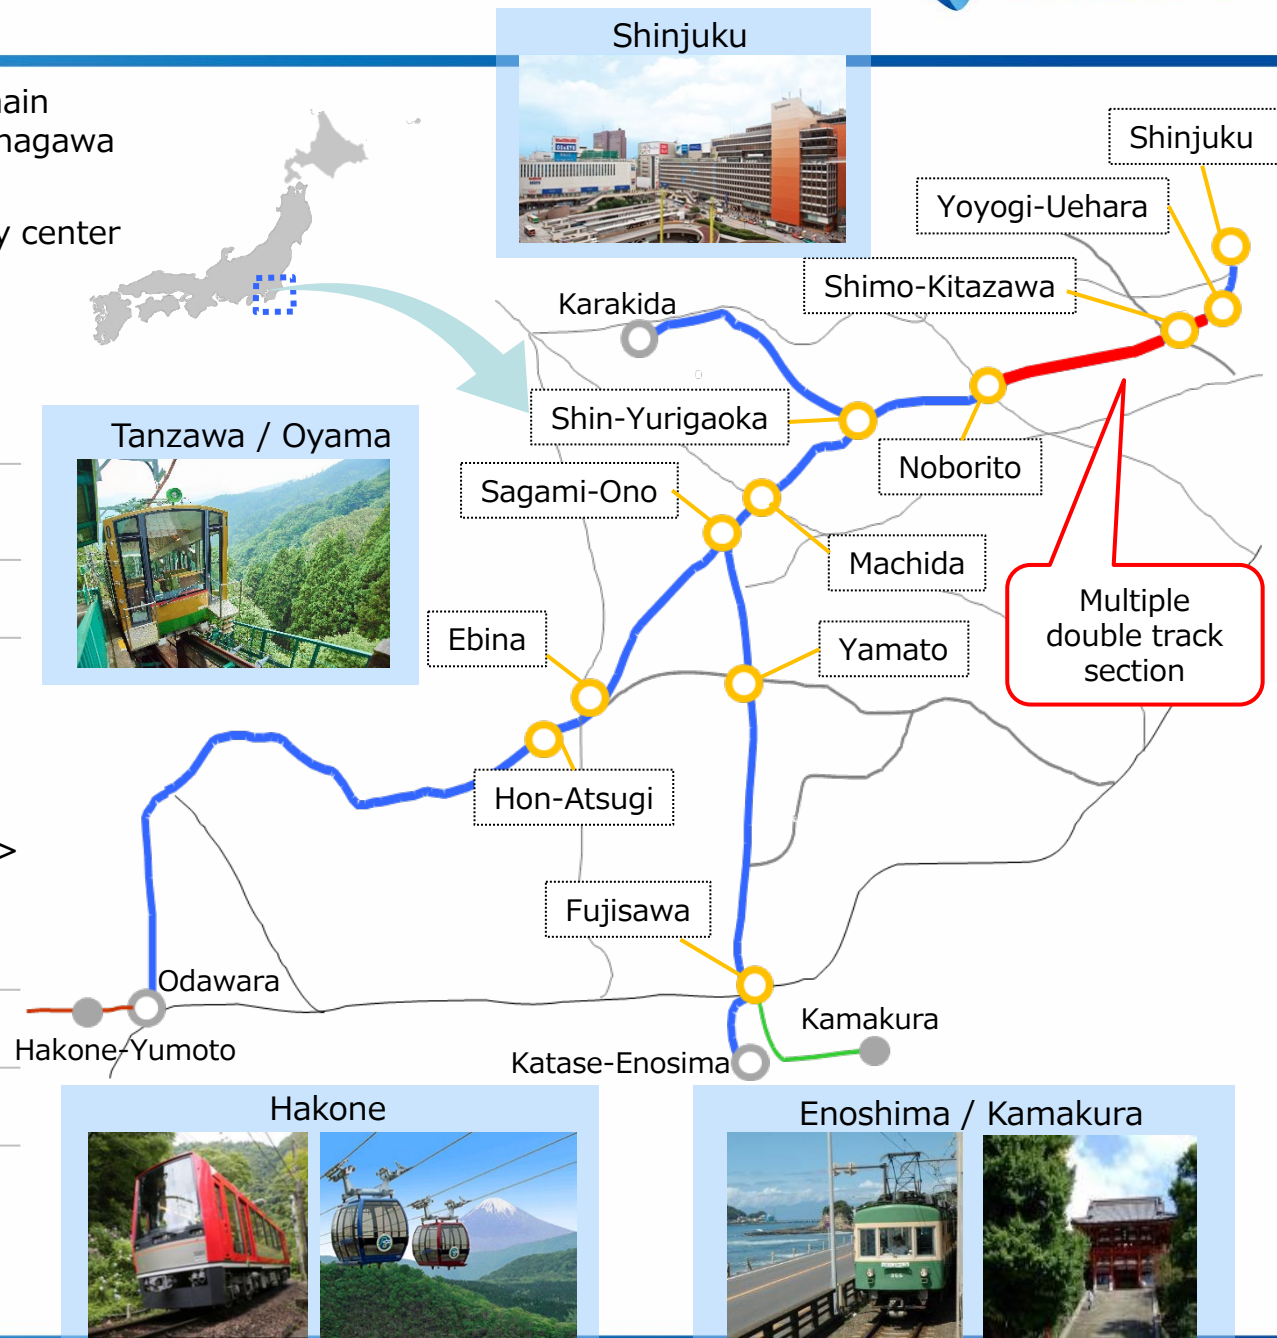 Shinjuku
ain
nagawa
y center
Shinjuku
Yoyogi-Uehara
Shimo-Kitazawa
Karakida
Shin-Yurigaoka
Tanzawa / Oyama
Noborito
Sagami-Ono
Machida
Multiple
double track
section
Ebina
Yamato
Hon-Atsugi
>
Fujisawa
Odawara
Kamakura
Hakone-Yumoto
Katase-Enosima
Hakone
Enoshima / Kamakura